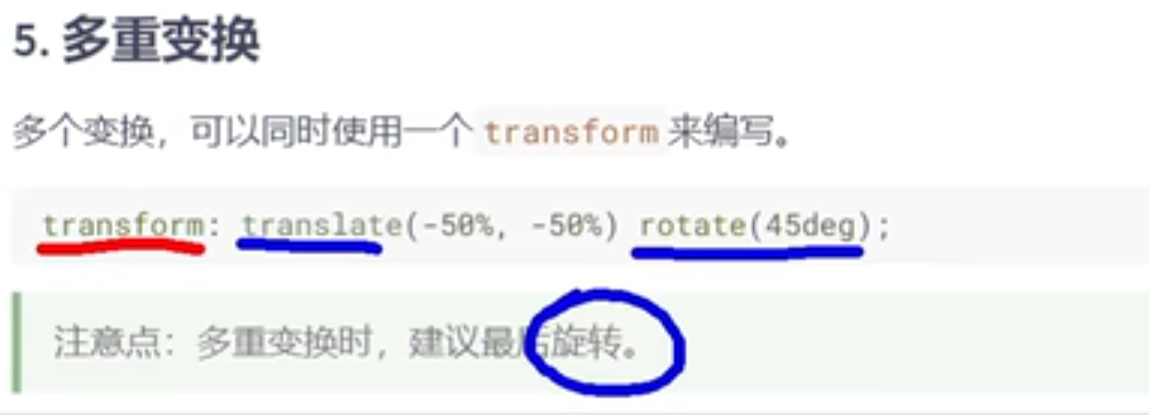 5. 多重变换
多个变换，可以同时使用一个 transform 来编写。
transform: translate(-50%, -50%) rotate(45deg);
注意点：多重变换时，建议最后旋转。